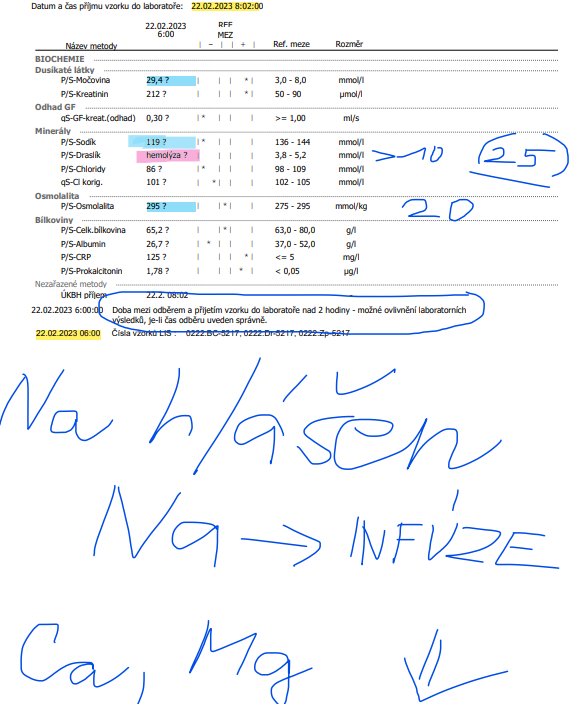 Datum a čas příjmu vzorku do laboratoře: 22.02.2023 8:02:00
22.02.2023 REF
6:00 MEZ
Název metody | – | | + | Ref. meze Rozměr
BIOCHEMIE
Dusíkaté látky
P/S-Močovina 29,4 ? | | | * | 3,0 - 8,0 mmol/l
P/S-Kreatinin 212 ? | | | * | 50 - 90 µmol/l
Odhad GF
qS-GF-kreat.(odhad) 0,30 ? | * | | | >= 1,00 ml/s
Minerály
P/S-Sodík 119 ? | * | | | 136 - 144 mmol/l
P/S-Draslík hemolýza ? | | | | 3,8 - 5,2 mmol/l >-10 25
P/S-Chloridy 86 ? | * | | | 98 - 109 mmol/l
qS-Cl korig. 101 ? | * | | | 102 - 105 mmol/l
Osmolalita
P/S-Osmolalita 295 ? | | * | | 275 - 295 mmol/kg 20
Bílkoviny
P/S-Celk.bílkovina 65,2 ? | | * | | 63,0 - 80,0 g/l
P/S-Albumin 26,7 ? | * | | | 37,0 - 52,0 g/l
P/S-CRP 125 ? | | | * | <= 5 mg/l
P/S-Prokalcitonin 1,78 ? | | | * | < 0,05 µg/l
Nezařazené metody
ÚKBH příjem 22.2. 08:02
22.02.2023 6:00:00 Doba mezi odběrem a přijetím vzorku do laboratoře nad 2 hodiny - možné ovlivnění laboratorních
výsledků, je-li čas odběru uveden správně.
22.02.2023 06:00 Čísla vzorků LIS : 0222:BC-5217, 0222:Dr-5217, 0222:Zp-5217
Na hlášen
Na → NFÚZE
Ca, Mg ↓